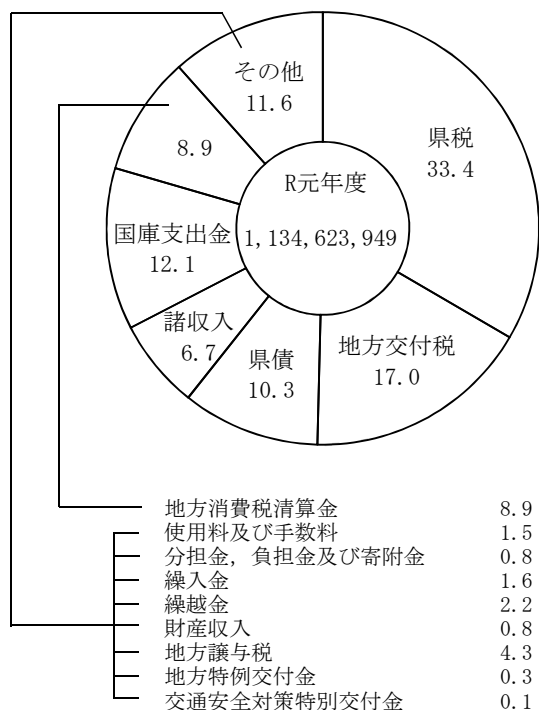 その他
11.6
県税
33.4
8.9
R元年度
1,134,623,949
国庫支出金
12.1
諸収入
6.7
県債
10.3
地方交付税
17.0
地方消費税清算金 8.9
使用料及び手数料 1.5
分担金，負担金及び寄附金 0.8
繰入金 1.6
繰越金 2.2
財産収入 0.8
地方譲与税 4.3
地方特例交付金 0.3
交通安全対策特別交付金 0.1